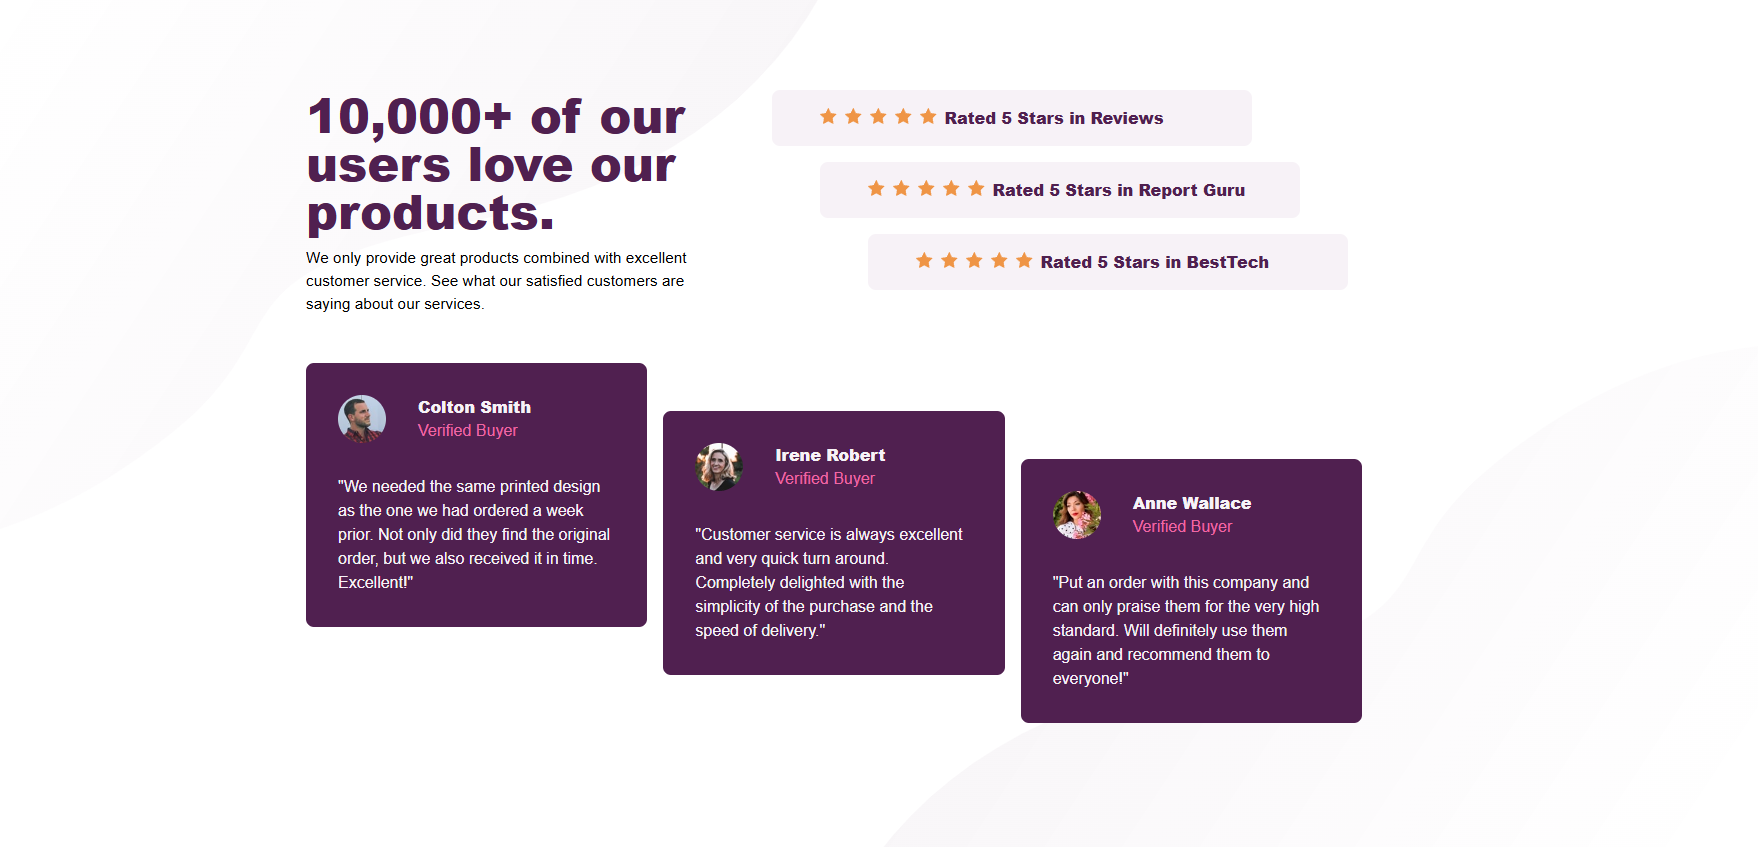 10,000+ of our
users love our
products.
We only provide great products combined with excellent
customer service. See what our satisfied customers are
saying about our services.
Rated 5 Stars in Reviews
Rated 5 Stars in Report Guru
Rated 5 Stars in BestTech
Colton Smith
Verified Buyer
"We needed the same printed design
as the one we had ordered a week
prior. Not only did they find the original
order, but we also received it in time.
Excellent!"
Irene Robert
Verified Buyer
"Customer service is always excellent
and very quick turn around.
Completely delighted with the
simplicity of the purchase and the
speed of delivery."
Anne Wallace
Verified Buyer
"Put an order with this company and
can only praise them for the very high
standard. Will definitely use them
again and recommend them to
everyone!"